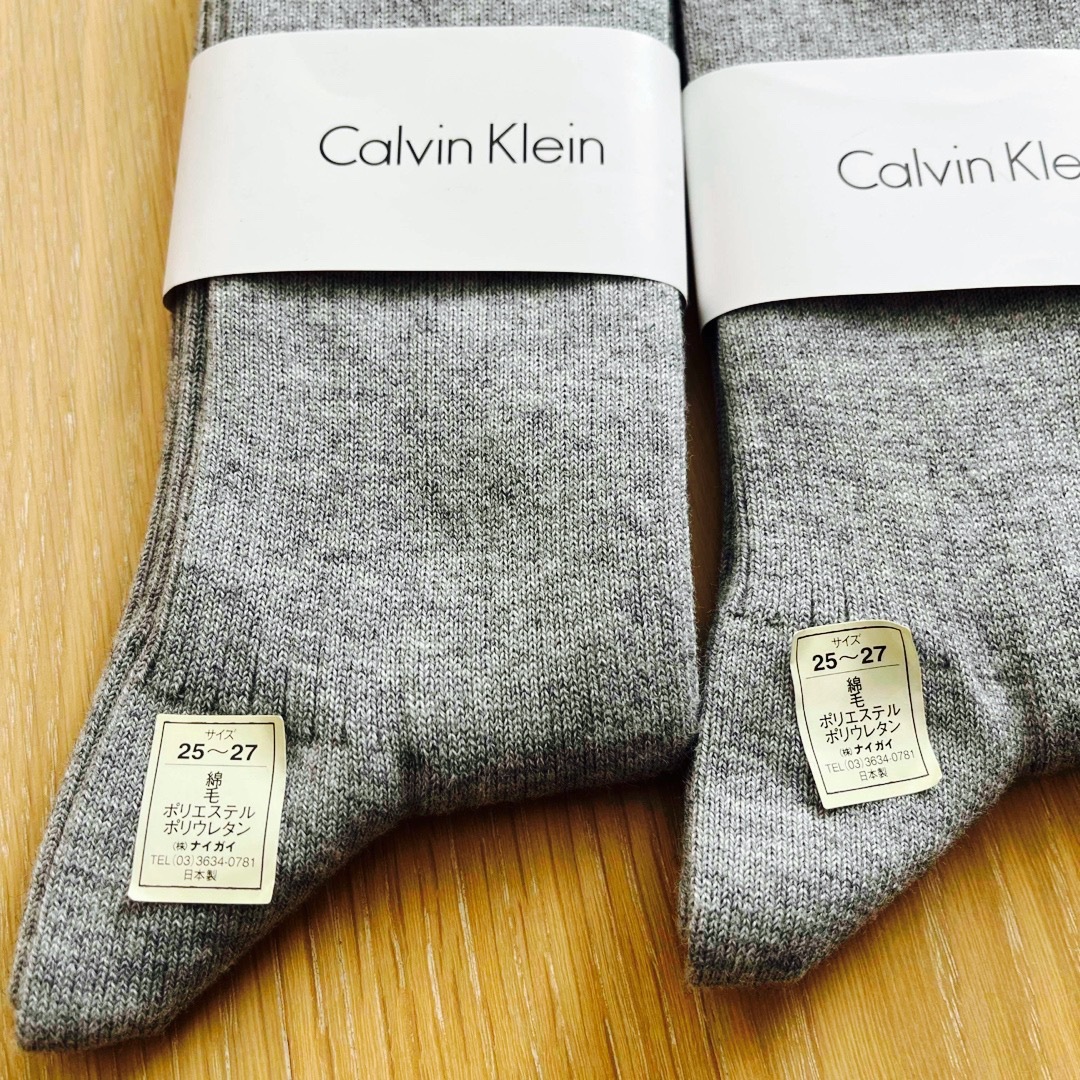 Calvin Klein
Calvin Kle
サイズ
25～27
綿
毛
ポリエステル
ポリウレタン
(株)ナイガイ
TEL(03)3634-0781
日本製
サイズ
25～27
綿
毛
ポリエステル
ポリウレタン
(株)ナイガイ
TEL(03)3634-0781
日本製